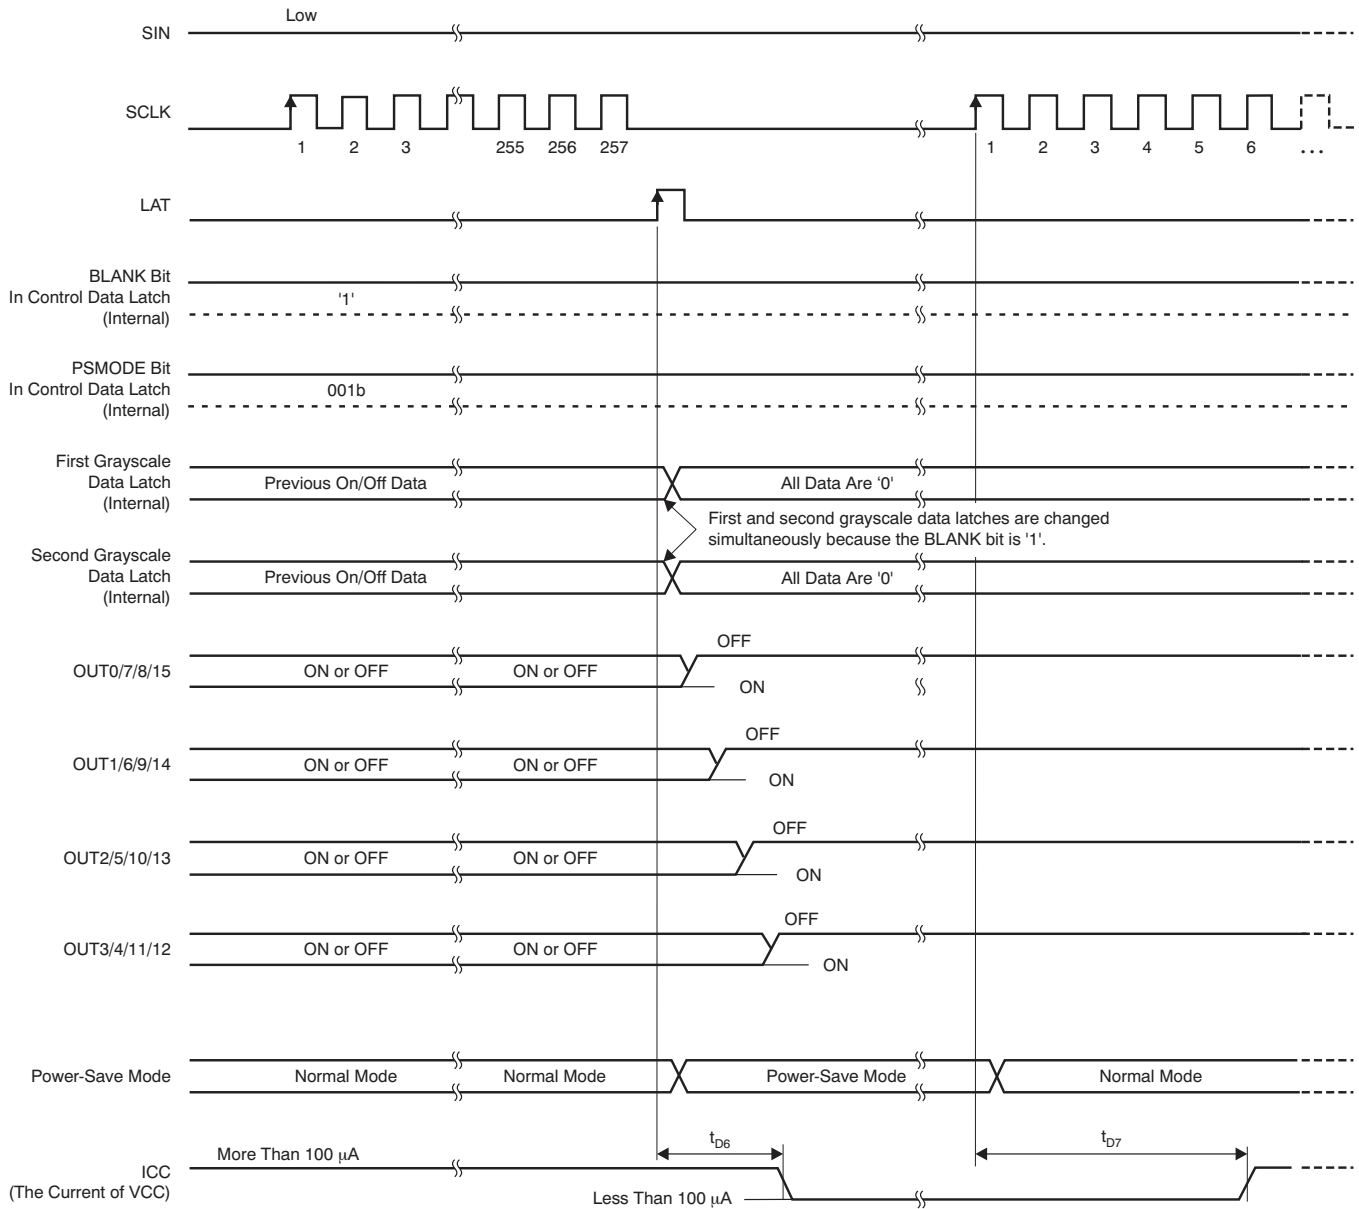 Low
SIN
SCLK
1 2 3 255 256 257 1 2 3 4 5 6 ...
LAT
BLANK Bit
In Control Data Latch
(Internal)
'1'
PSMODE Bit
In Control Data Latch
(Internal)
001b
First Grayscale
Data Latch
(Internal)
Previous On/Off Data
All Data Are '0'
First and second grayscale data latches are changed
simultaneously because the BLANK bit is '1'.
Second Grayscale
Data Latch
(Internal)
Previous On/Off Data
All Data Are '0'
OUT0/7/8/15
ON or OFF
ON or OFF
OFF
ON
OUT1/6/9/14
ON or OFF
ON or OFF
OFF
ON
OUT2/5/10/13
ON or OFF
ON or OFF
OFF
ON
OUT3/4/11/12
ON or OFF
ON or OFF
OFF
ON
Power-Save Mode
Normal Mode
Normal Mode
Power-Save Mode
Normal Mode
ICC
(The Current of VCC)
More Than 100 µA
tD6
Less Than 100 µA
tD7